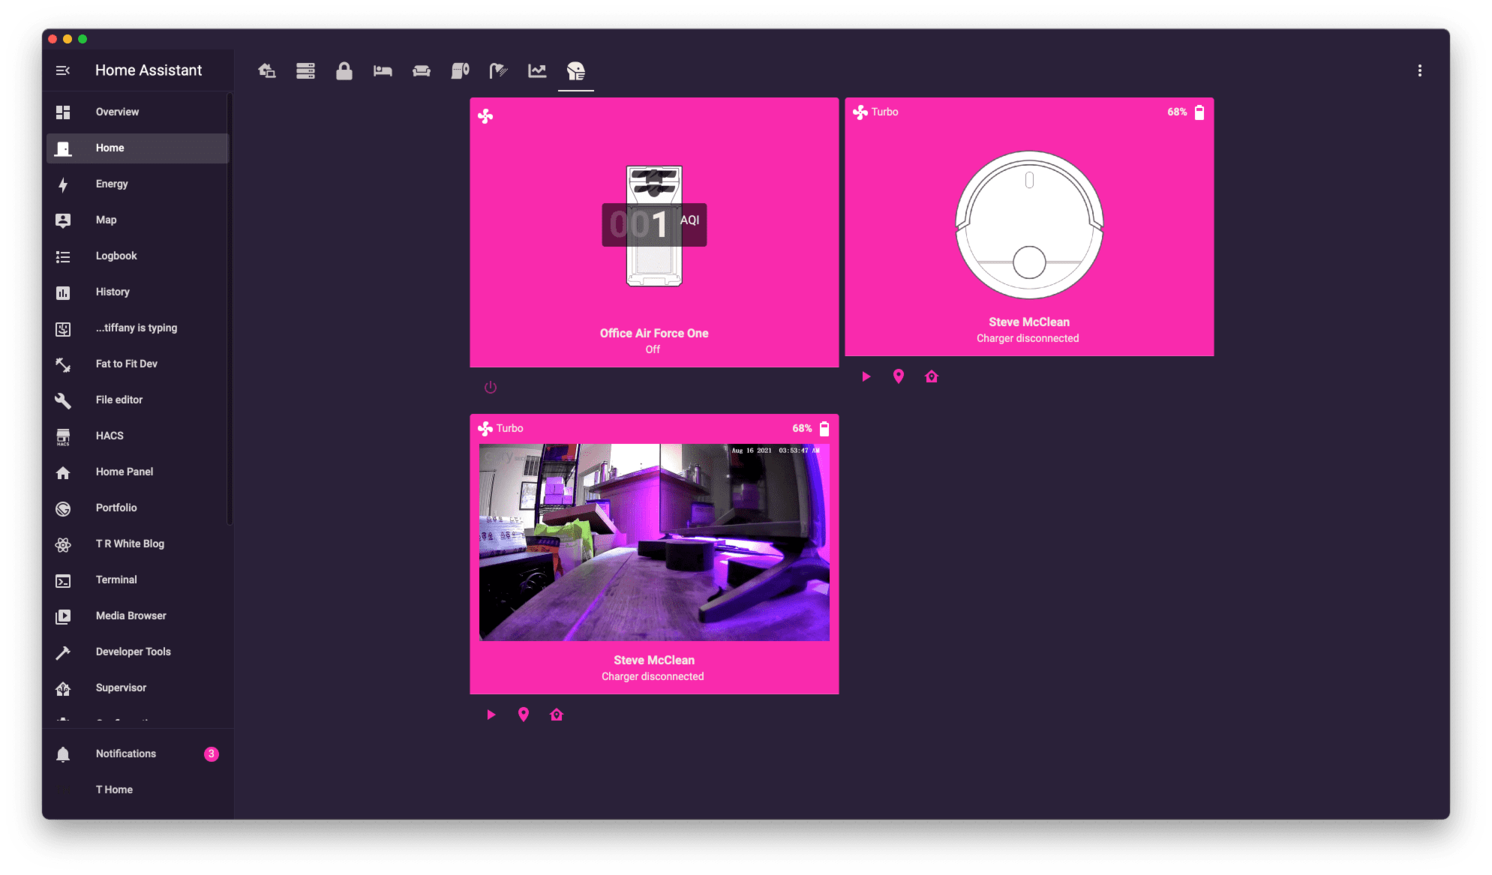 Home Assistant
Overview
Home
Energy
Map
Logbook
History
...tiffany is typing
Fat to Fit Dev
File editor
HACS
HACS
Home Panel
Portfolio
T R White Blog
Terminal
Media Browser
Developer Tools
Supervisor
Notifications
3
T Home
001 AQI
Office Air Force One
Off
Turbo
68%
Steve McClean
Charger disconnected
Turbo
68%
Aug 16 2021 03:53:47 AM
Steve McClean
Charger disconnected